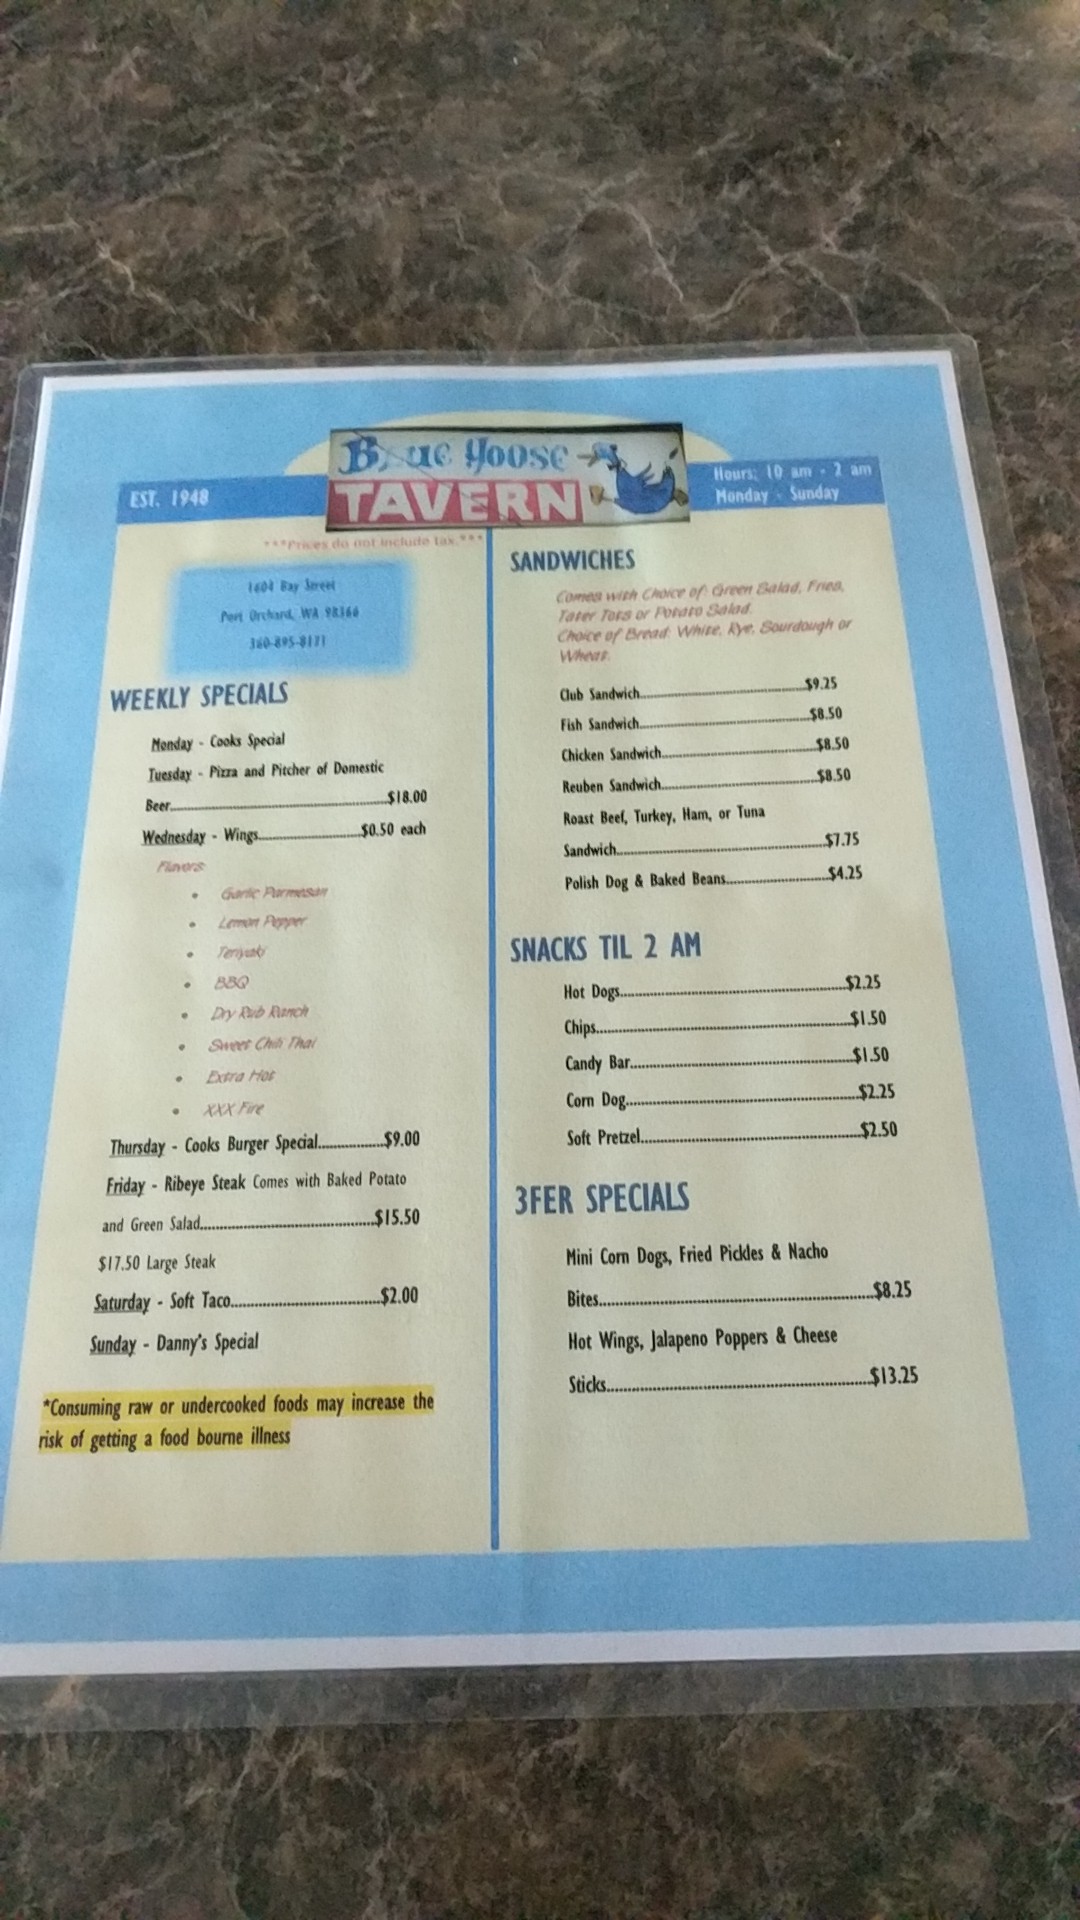 EST. 1948
Blue Goose
TAVERN
Hours: 10 am - 2 am
Monday - Sunday
***Prices do not include tax.***
1604 Bay Street
Port Orchard, WA 98366
360-895-8171
WEEKLY SPECIALS
Monday - Cooks Special
Tuesday - Pizza and Pitcher of Domestic
Beer....................$18.00
Wednesday - Wings....................$0.50 each
Flavors:
• Garlic Parmesan
• Lemon Pepper
• Teriyaki
• BBQ
• Dry Rub Ranch
• Sweet Chili Thai
• Extra Hot
• XXX Fire
Thursday - Cooks Burger Special....................$9.00
Friday - Ribeye Steak Comes with Baked Potato
and Green Salad....................$15.50
$17.50 Large Steak
Saturday - Soft Taco....................$2.00
Sunday - Danny's Special
*Consuming raw or undercooked foods may increase the
risk of getting a food bourne illness
SANDWICHES
Comes with Choice of: Green Salad, Fries,
Tater Tots or Potato Salad.
Choice of Bread: White, Rye, Sourdough or
Wheat.
Club Sandwich....................$9.25
Fish Sandwich....................$8.50
Chicken Sandwich....................$8.50
Reuben Sandwich....................$8.50
Roast Beef, Turkey, Ham, or Tuna
Sandwich....................$7.75
Polish Dog & Baked Beans....................$4.25
SNACKS TIL 2 AM
Hot Dogs....................$2.25
Chips....................$1.50
Candy Bar....................$1.50
Corn Dog....................$2.25
Soft Pretzel....................$2.50
3FER SPECIALS
Mini Corn Dogs, Fried Pickles & Nacho
Bites....................$8.25
Hot Wings, Jalapeno Poppers & Cheese
Sticks....................$13.25